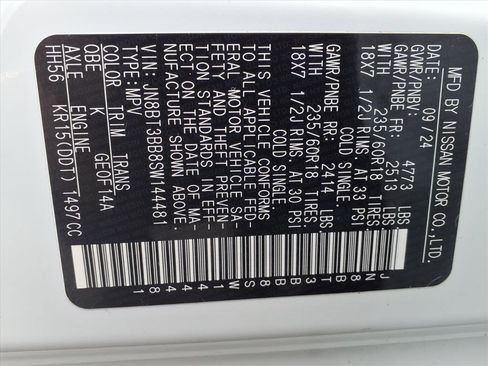 MFD BY NISSAN MOTOR CO.,LTD.
DATE: 09/24
GVWR/PNBV: 4773 LBS
GAWR/PNBE FR: 2513 LBS
WITH 235/60R18 TIRES,
18X7 1/2J RIMS, AT 33 PSI
COLD SINGLE.
GAWR/PNBE RR: 2414 LBS
WITH 235/60R18 TIRES,
18X7 1/2J RIMS, AT 30 PSI
COLD SINGLE.
THIS VEHICLE CONFORMS
TO ALL APPLICABLE FED-
ERAL MOTOR VEHICLE SA-
FETY AND THEFT PREVEN-
TION STANDARDS IN EFF-
ECT ON THE DATE OF MA-
NUFACTURE SHOWN ABOVE.
VIN: JN8BT3BB8SW144481
TYPE: MPV
COLOR TRIM TRANS
QBE K GE0F14A
AXLE ENGINE
HH56 KR15(DDT) 1497CC
JN8BT3BB8SW144481